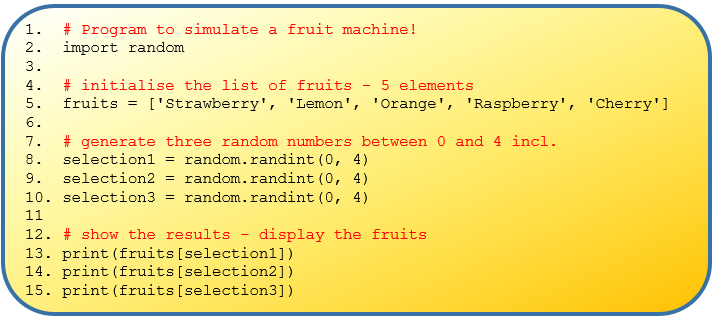 1. # Program to simulate a fruit machine!
2. import random
3.
4. # initialise the list of fruits - 5 elements
5. fruits = ['Strawberry', 'Lemon', 'Orange', 'Raspberry', 'Cherry']
6.
7. # generate three random numbers between 0 and 4 incl.
8. selection1 = random.randint(0, 4)
9. selection2 = random.randint(0, 4)
10. selection3 = random.randint(0, 4)
11
12. # show the results - display the fruits
13. print(fruits[selection1])
14. print(fruits[selection2])
15. print(fruits[selection3])